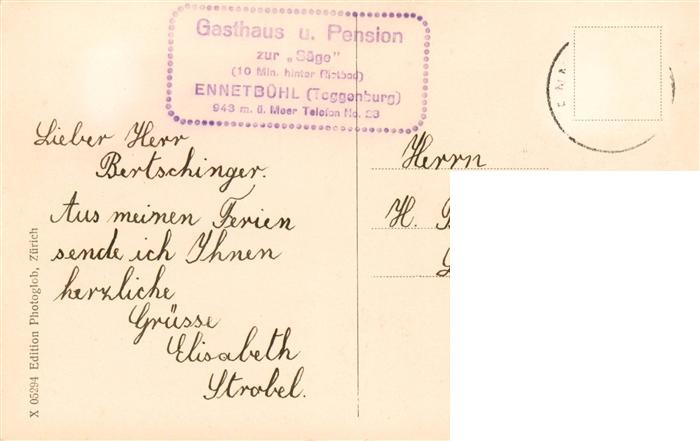 Gasthaus u. Pension
zur „Säge"
(10 Min. hinter Rietbad)
ENNETBÜHL (Toggenburg)
943 m. ü. Meer Telefon No. 23
Lieber Herr
Bertschinger.
Aus meinen Ferien
sende ich Ihnen
herzliche
Grüsse
Elisabeth
Strobel.
X 05294 Edition Photoglob, Zürich
Herrn
H.